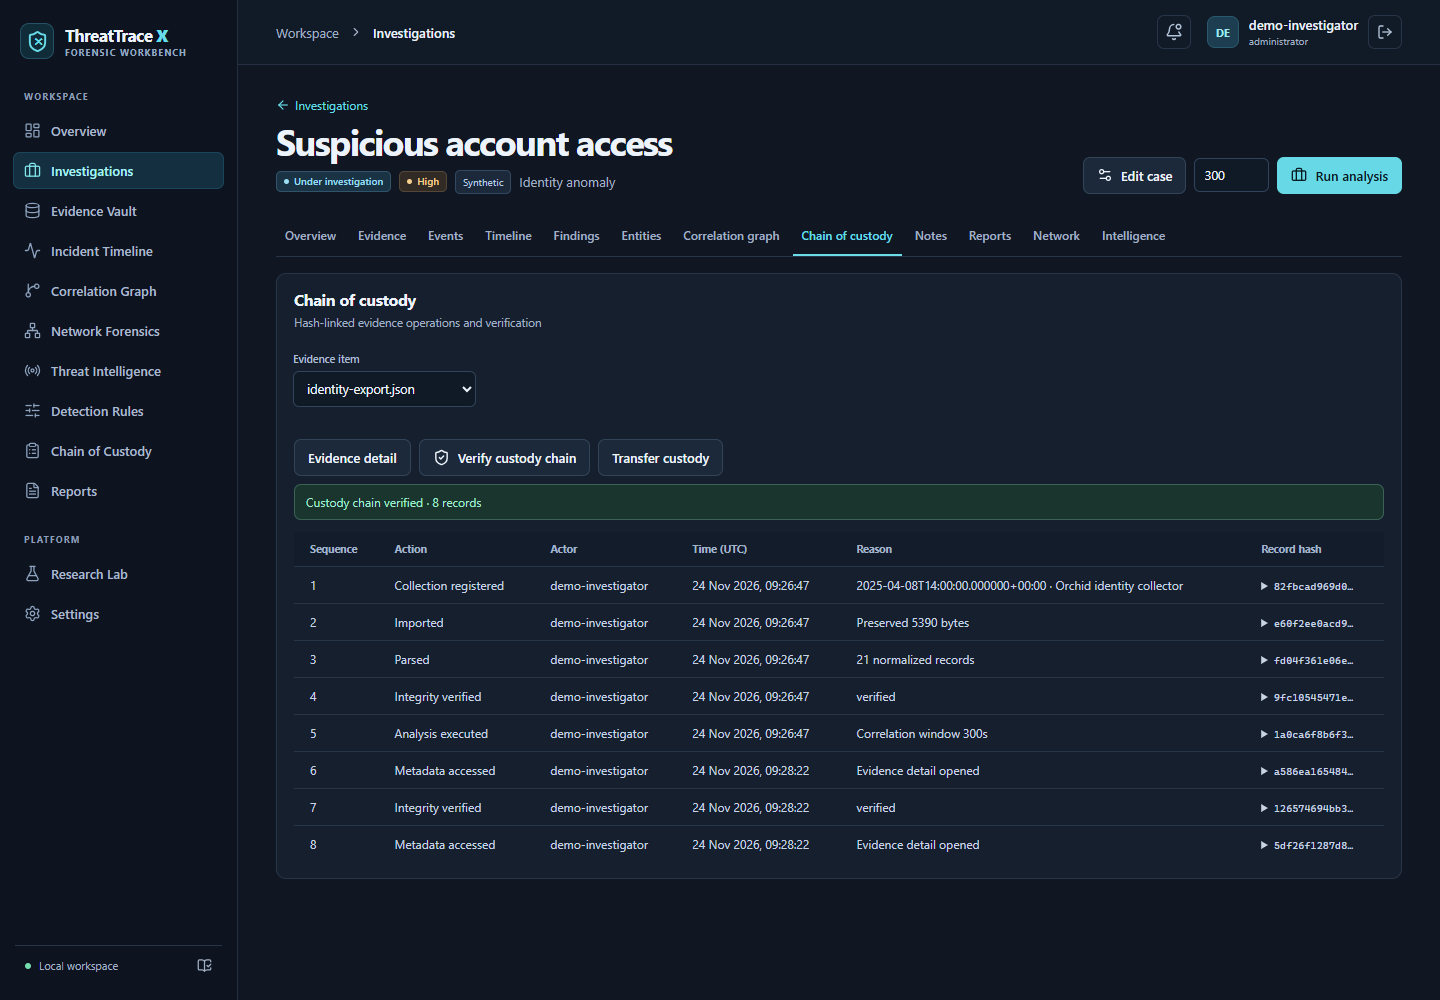 ThreatTrace X
FORENSIC WORKBENCH
WORKSPACE
Overview
Investigations
Evidence Vault
Incident Timeline
Correlation Graph
Network Forensics
Threat Intelligence
Detection Rules
Chain of Custody
Reports
PLATFORM
Research Lab
Settings
Local workspace
Workspace > Investigations
DE
demo-investigator
administrator
← Investigations
Suspicious account access
Under investigation High Synthetic Identity anomaly
Edit case 300 Run analysis
Overview Evidence Events Timeline Findings Entities Correlation graph Chain of custody Notes Reports Network Intelligence
Chain of custody
Hash-linked evidence operations and verification
Evidence item
identity-export.json
Evidence detail Verify custody chain Transfer custody
Custody chain verified · 8 records
Sequence Action Actor Time (UTC) Reason Record hash
1 Collection registered demo-investigator 24 Nov 2026, 09:26:47 2025-04-08T14:00:00.000000+00:00 · Orchid identity collector ▶ 82fbcad969d0…
2 Imported demo-investigator 24 Nov 2026, 09:26:47 Preserved 5390 bytes ▶ e60f2ee0acd9…
3 Parsed demo-investigator 24 Nov 2026, 09:26:47 21 normalized records ▶ fd04f361e06e…
4 Integrity verified demo-investigator 24 Nov 2026, 09:26:47 verified ▶ 9fc10545471e…
5 Analysis executed demo-investigator 24 Nov 2026, 09:26:47 Correlation window 300s ▶ 1a0ca6f8b6f3…
6 Metadata accessed demo-investigator 24 Nov 2026, 09:28:22 Evidence detail opened ▶ a586ea165484…
7 Integrity verified demo-investigator 24 Nov 2026, 09:28:22 verified ▶ 126574694bb3…
8 Metadata accessed demo-investigator 24 Nov 2026, 09:28:22 Evidence detail opened ▶ 5df26f1287d8…